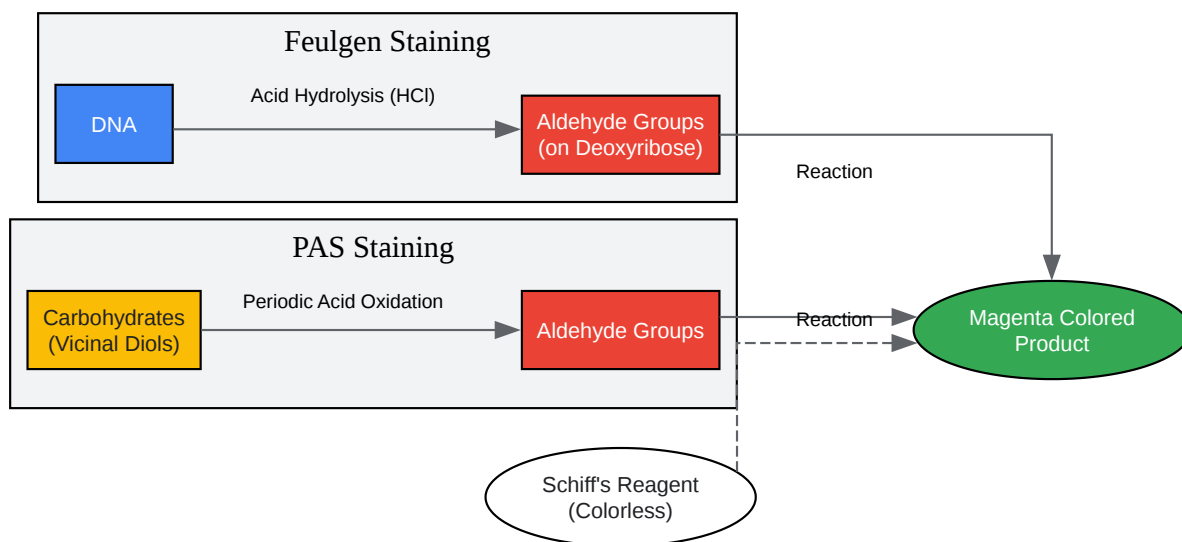 Feulgen Staining
Acid Hydrolysis (HCl)
DNA
Aldehyde Groups
(on Deoxyribose)
Reaction
PAS Staining
Periodic Acid Oxidation
Carbohydrates
(Vicinal Diols)
Aldehyde Groups
Reaction
Magenta Colored
Product
Schiff's Reagent
(Colorless)